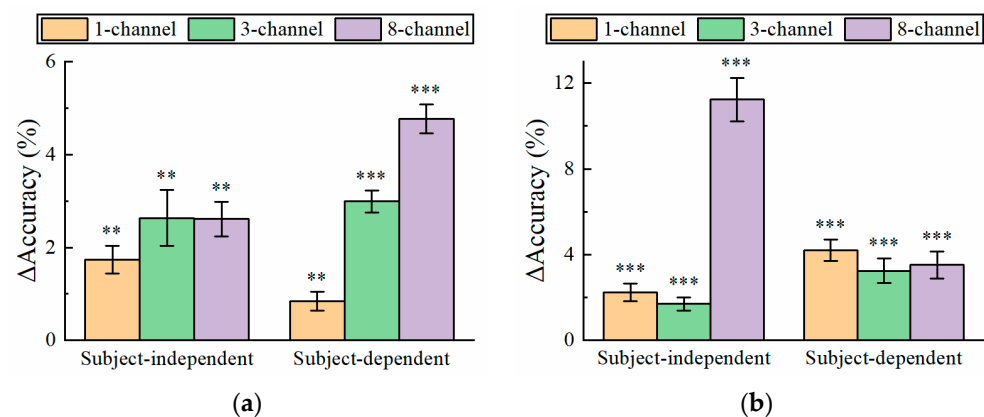 1-channel 3-channel 8-channel
ΔAccuracy (%)
6
4
2
0
** ** **
** *** ***
Subject-independent Subject-dependent
(a)
1-channel 3-channel 8-channel
ΔAccuracy (%)
12
8
4
0
*** *** ***
*** *** ***
Subject-independent Subject-dependent
(b)